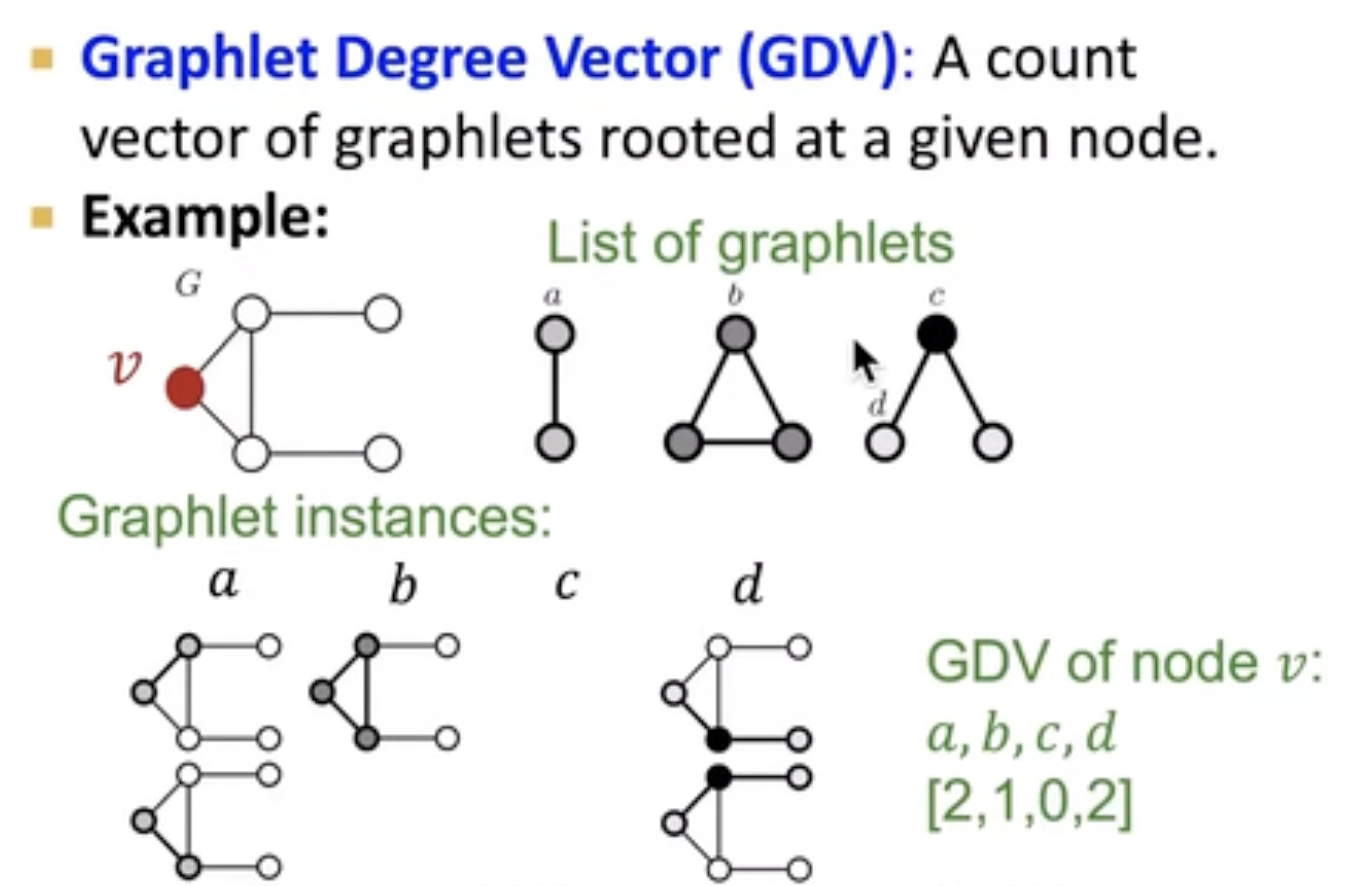 Graphlet Degree Vector (GDV): A count
vector of graphlets rooted at a given node.
Example:
List of graphlets
G
a
b
c
v
d
Graphlet instances:
a
b
c
d
GDV of node v:
a, b, c, d
[2,1,0,2]